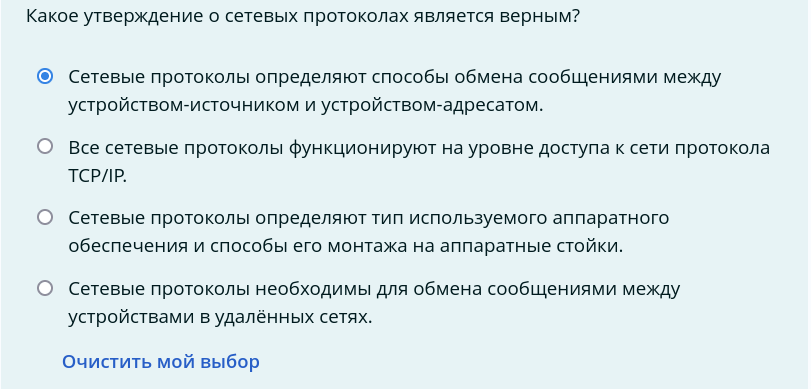 Какое утверждение о сетевых протоколах является верным?
Сетевые протоколы определяют способы обмена сообщениями между
устройством-источником и устройством-адресатом.
Все сетевые протоколы функционируют на уровне доступа к сети протокола
TCP/IP.
Сетевые протоколы определяют тип используемого аппаратного
обеспечения и способы его монтажа на аппаратные стойки.
Сетевые протоколы необходимы для обмена сообщениями между
устройствами в удалённых сетях.
Очистить мой выбор